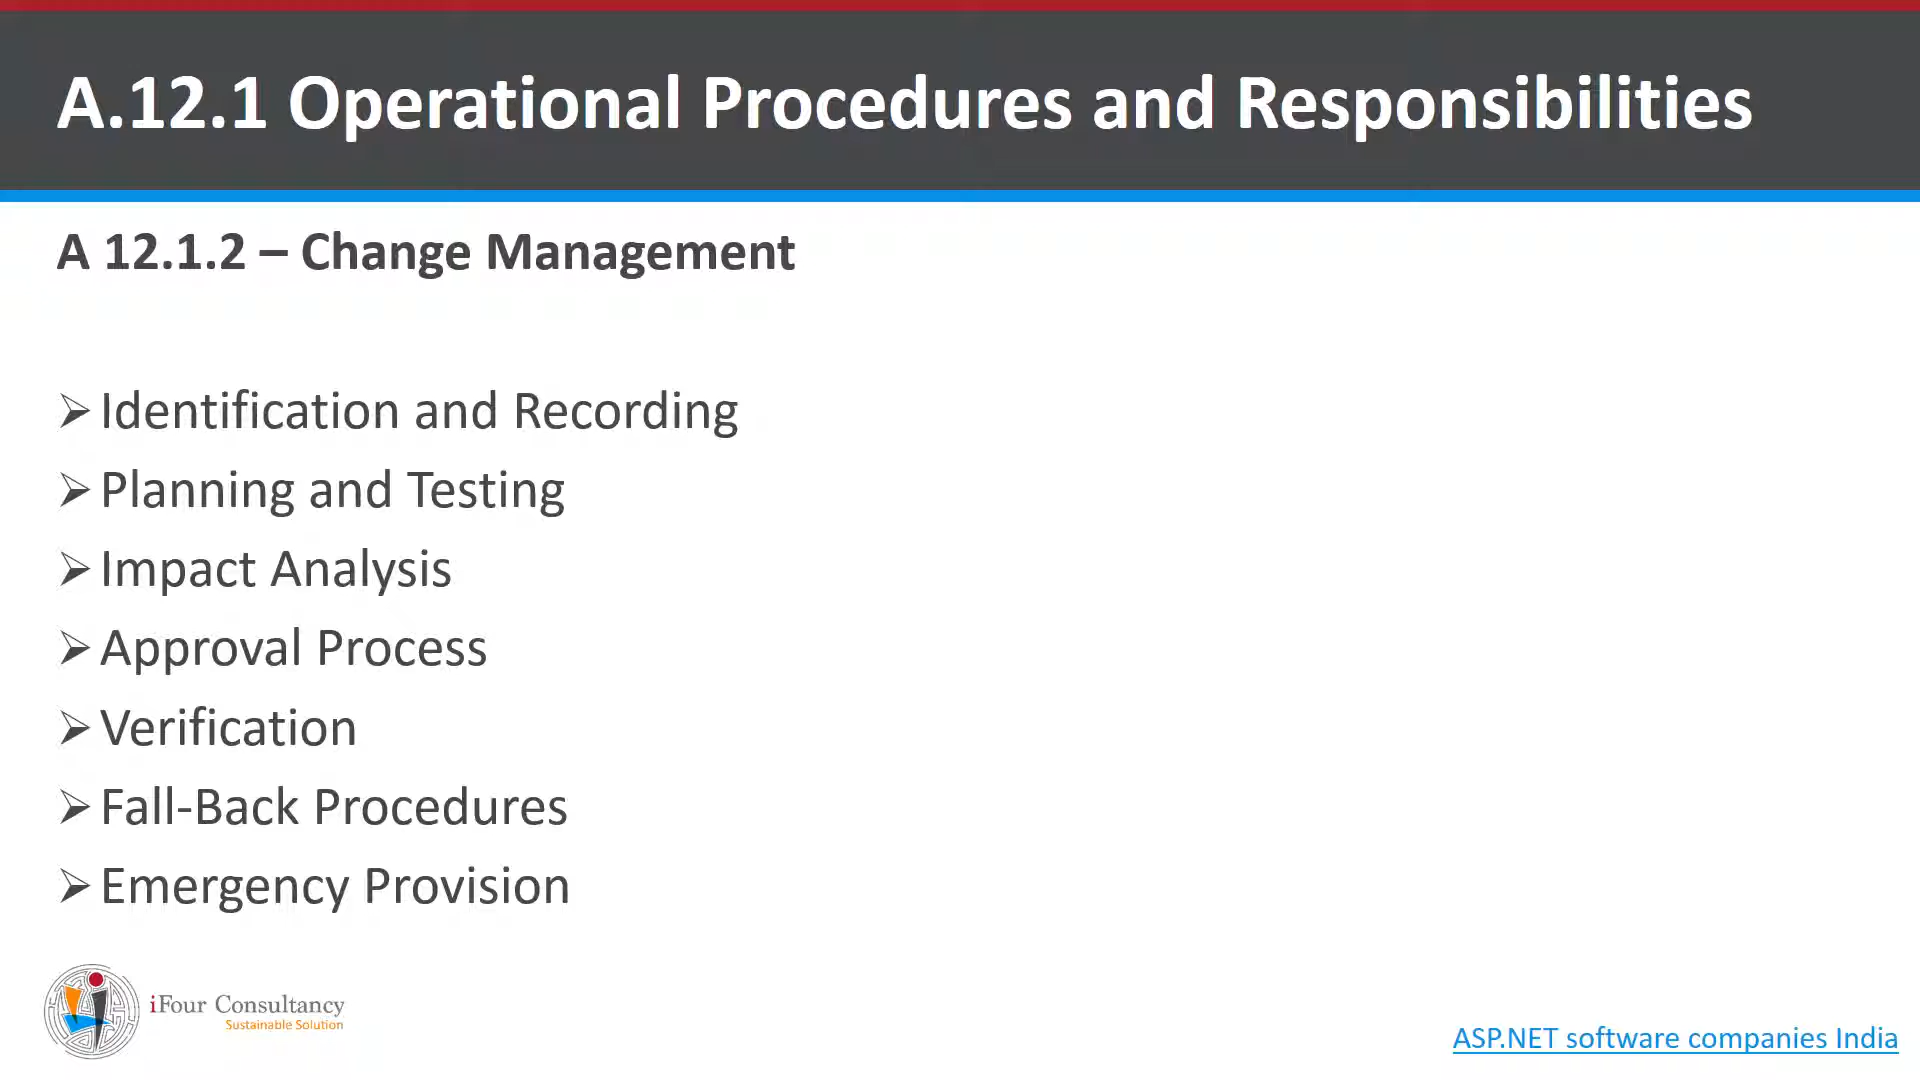 A.12.1 Operational Procedures and Responsibilities
A 12.1.2 – Change Management
➢ Identification and Recording
➢ Planning and Testing
➢ Impact Analysis
➢ Approval Process
➢ Verification
➢ Fall-Back Procedures
➢ Emergency Provision
iFour Consultancy
Sustainable Solution
ASP.NET software companies India